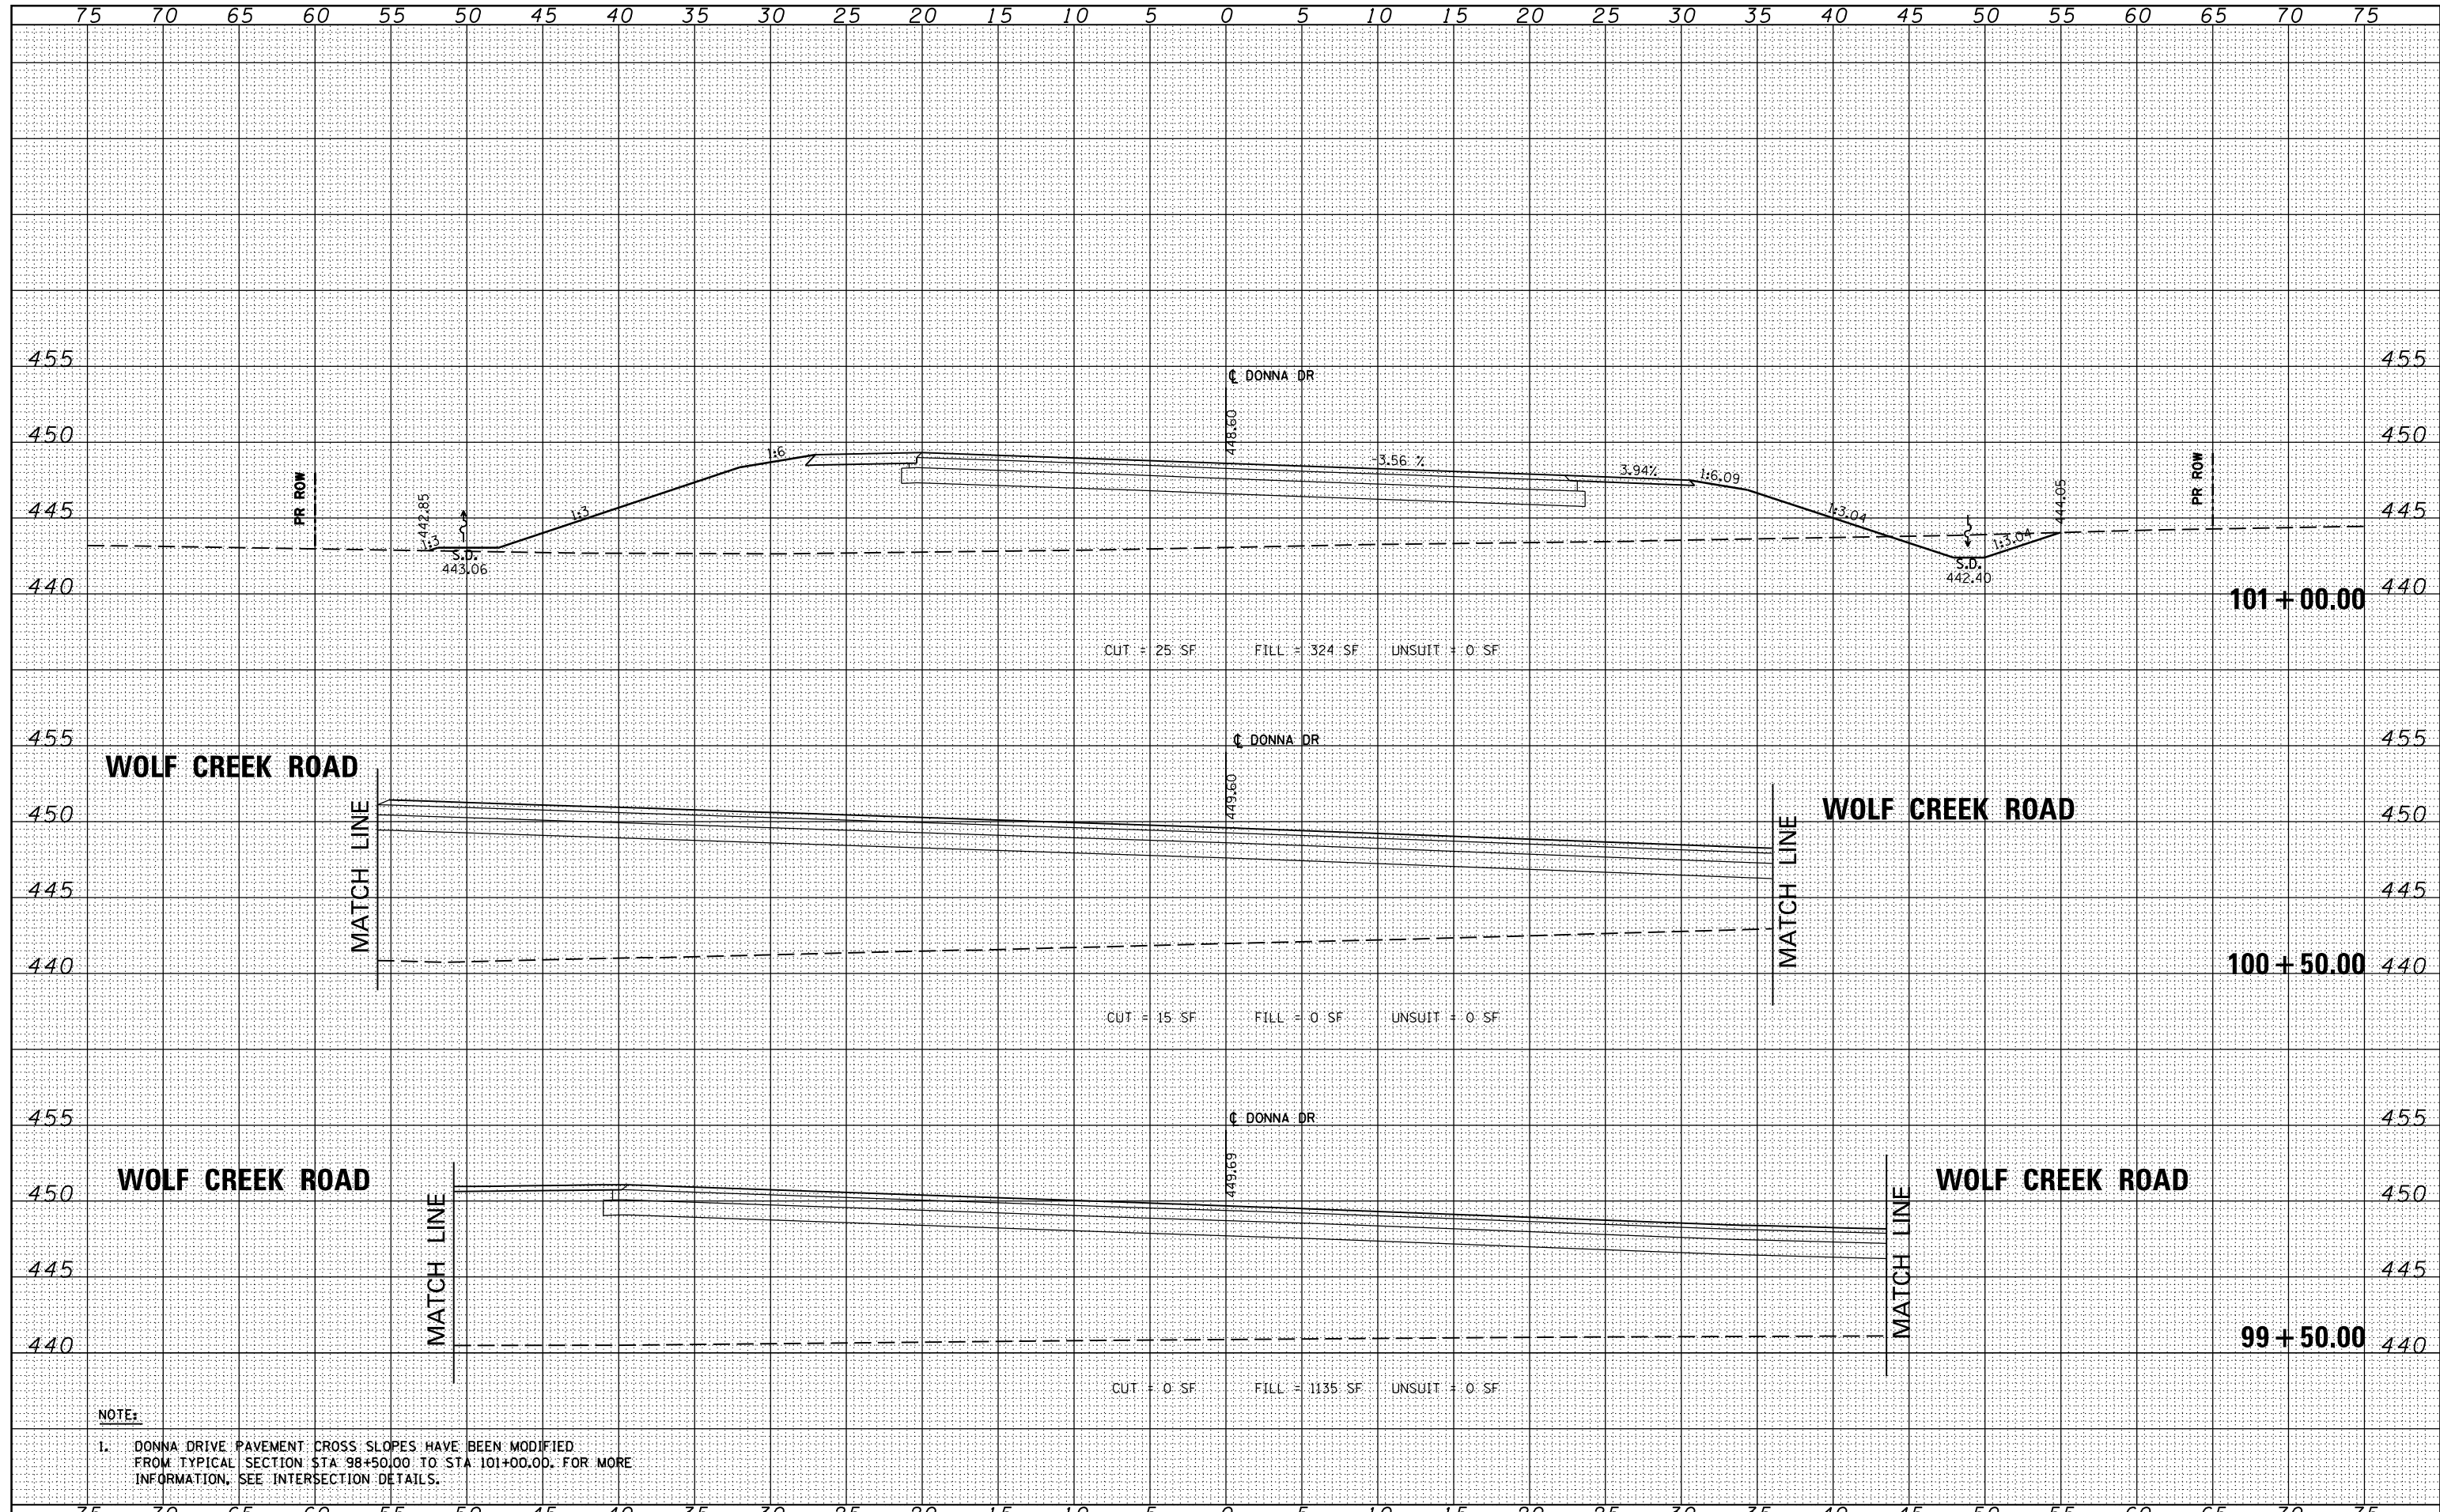 75 70 65 60 55 50 45 40 35 30 25 20 15 10 5 0 5 10 15 20 25 30 35 40 45 50 55 60 65 70 75
455 455
℄ DONNA DR
448.60
450 450
1:6
-3.56 %
3.94%
1:6.09
PR ROW
PR ROW
445 445
442.85
1:3
1:3
S.D.
443.06
1:3.04
444.05
1:3.04
S.D.
442.40
440 440
101+00.00
CUT = 25 SF FILL = 324 SF UNSUIT = 0 SF
455 455
℄ DONNA DR
449.60
WOLF CREEK ROAD
450 WOLF CREEK ROAD 450
MATCH LINE
MATCH LINE
445 445
440 100+50.00 440
CUT = 15 SF FILL = 0 SF UNSUIT = 0 SF
455 455
℄ DONNA DR
449.69
WOLF CREEK ROAD WOLF CREEK ROAD
450 450
MATCH LINE
MATCH LINE
445 445
440 99+50.00 440
CUT = 0 SF FILL = 1135 SF UNSUIT = 0 SF
NOTE:
1. DONNA DRIVE PAVEMENT CROSS SLOPES HAVE BEEN MODIFIED
FROM TYPICAL SECTION STA 98+50.00 TO STA 101+00.00. FOR MORE
INFORMATION, SEE INTERSECTION DETAILS.
75 70 65 60 55 50 45 40 35 30 25 20 15 10 5 0 5 10 15 20 25 30 35 40 45 50 55 60 65 70 75